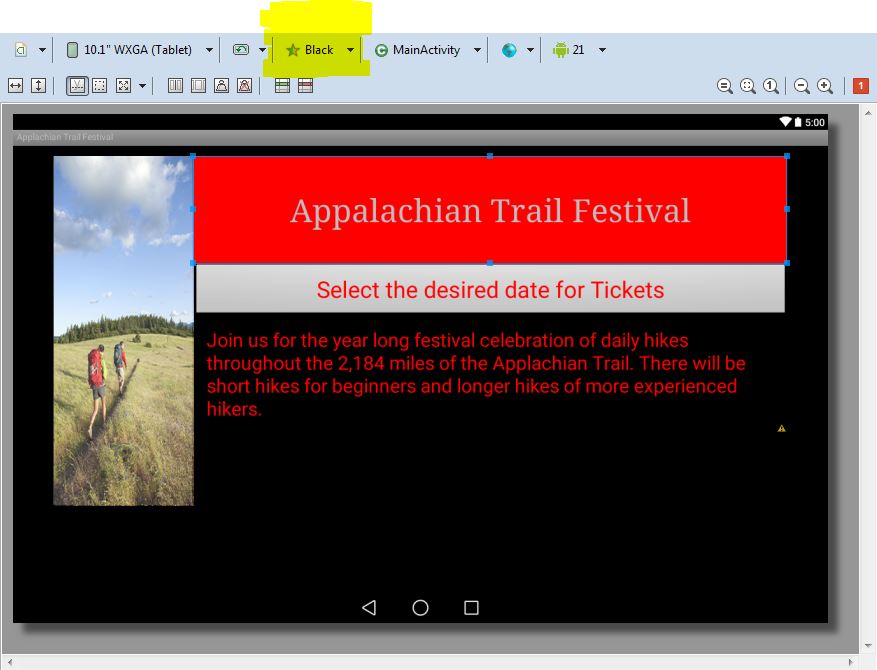 10.1" WXGA (Tablet) Black MainActivity 21
1 1
5:00
Applachian Trail Festival
Appalachian Trail Festival
Select the desired date for Tickets
Join us for the year long festival celebration of daily hikes
throughout the 2,184 miles of the Applachian Trail. There will be
short hikes for beginners and longer hikes of more experienced
hikers.